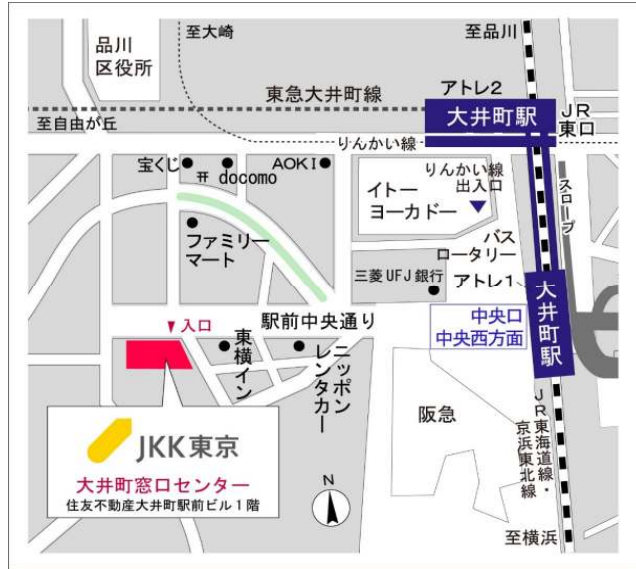 至大崎
至品川
品川
区役所
アトレ2
東急大井町線
大井町駅
JR
東口
至自由が丘
りんかい線
宝くじ
〒 docomo
AOKI
りんかい線
出入口
イトー
ヨーカドー
スロープ
ファミリー
マート
バス
ロータリー
三菱UFJ銀行
アトレ1
大井町駅
駅前中央通り
中央口
中央西方面
入口
東横イン
ニッポン
レンタカー
阪急
JR東海道線・
京浜東北線
JKK東京
大井町窓口センター
住友不動産大井町駅前ビル1階
N
至横浜